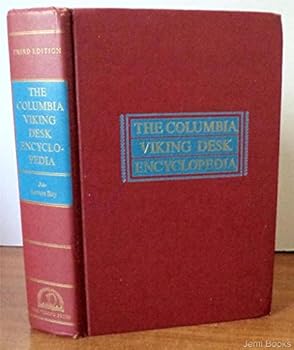 THIRD EDITION
THE
COLUMBIA
VIKING
DESK
ENCYCLO-
PEDIA
THE COLUMBIA
VIKING DESK
ENCYCLOPEDIA
Jemi Books